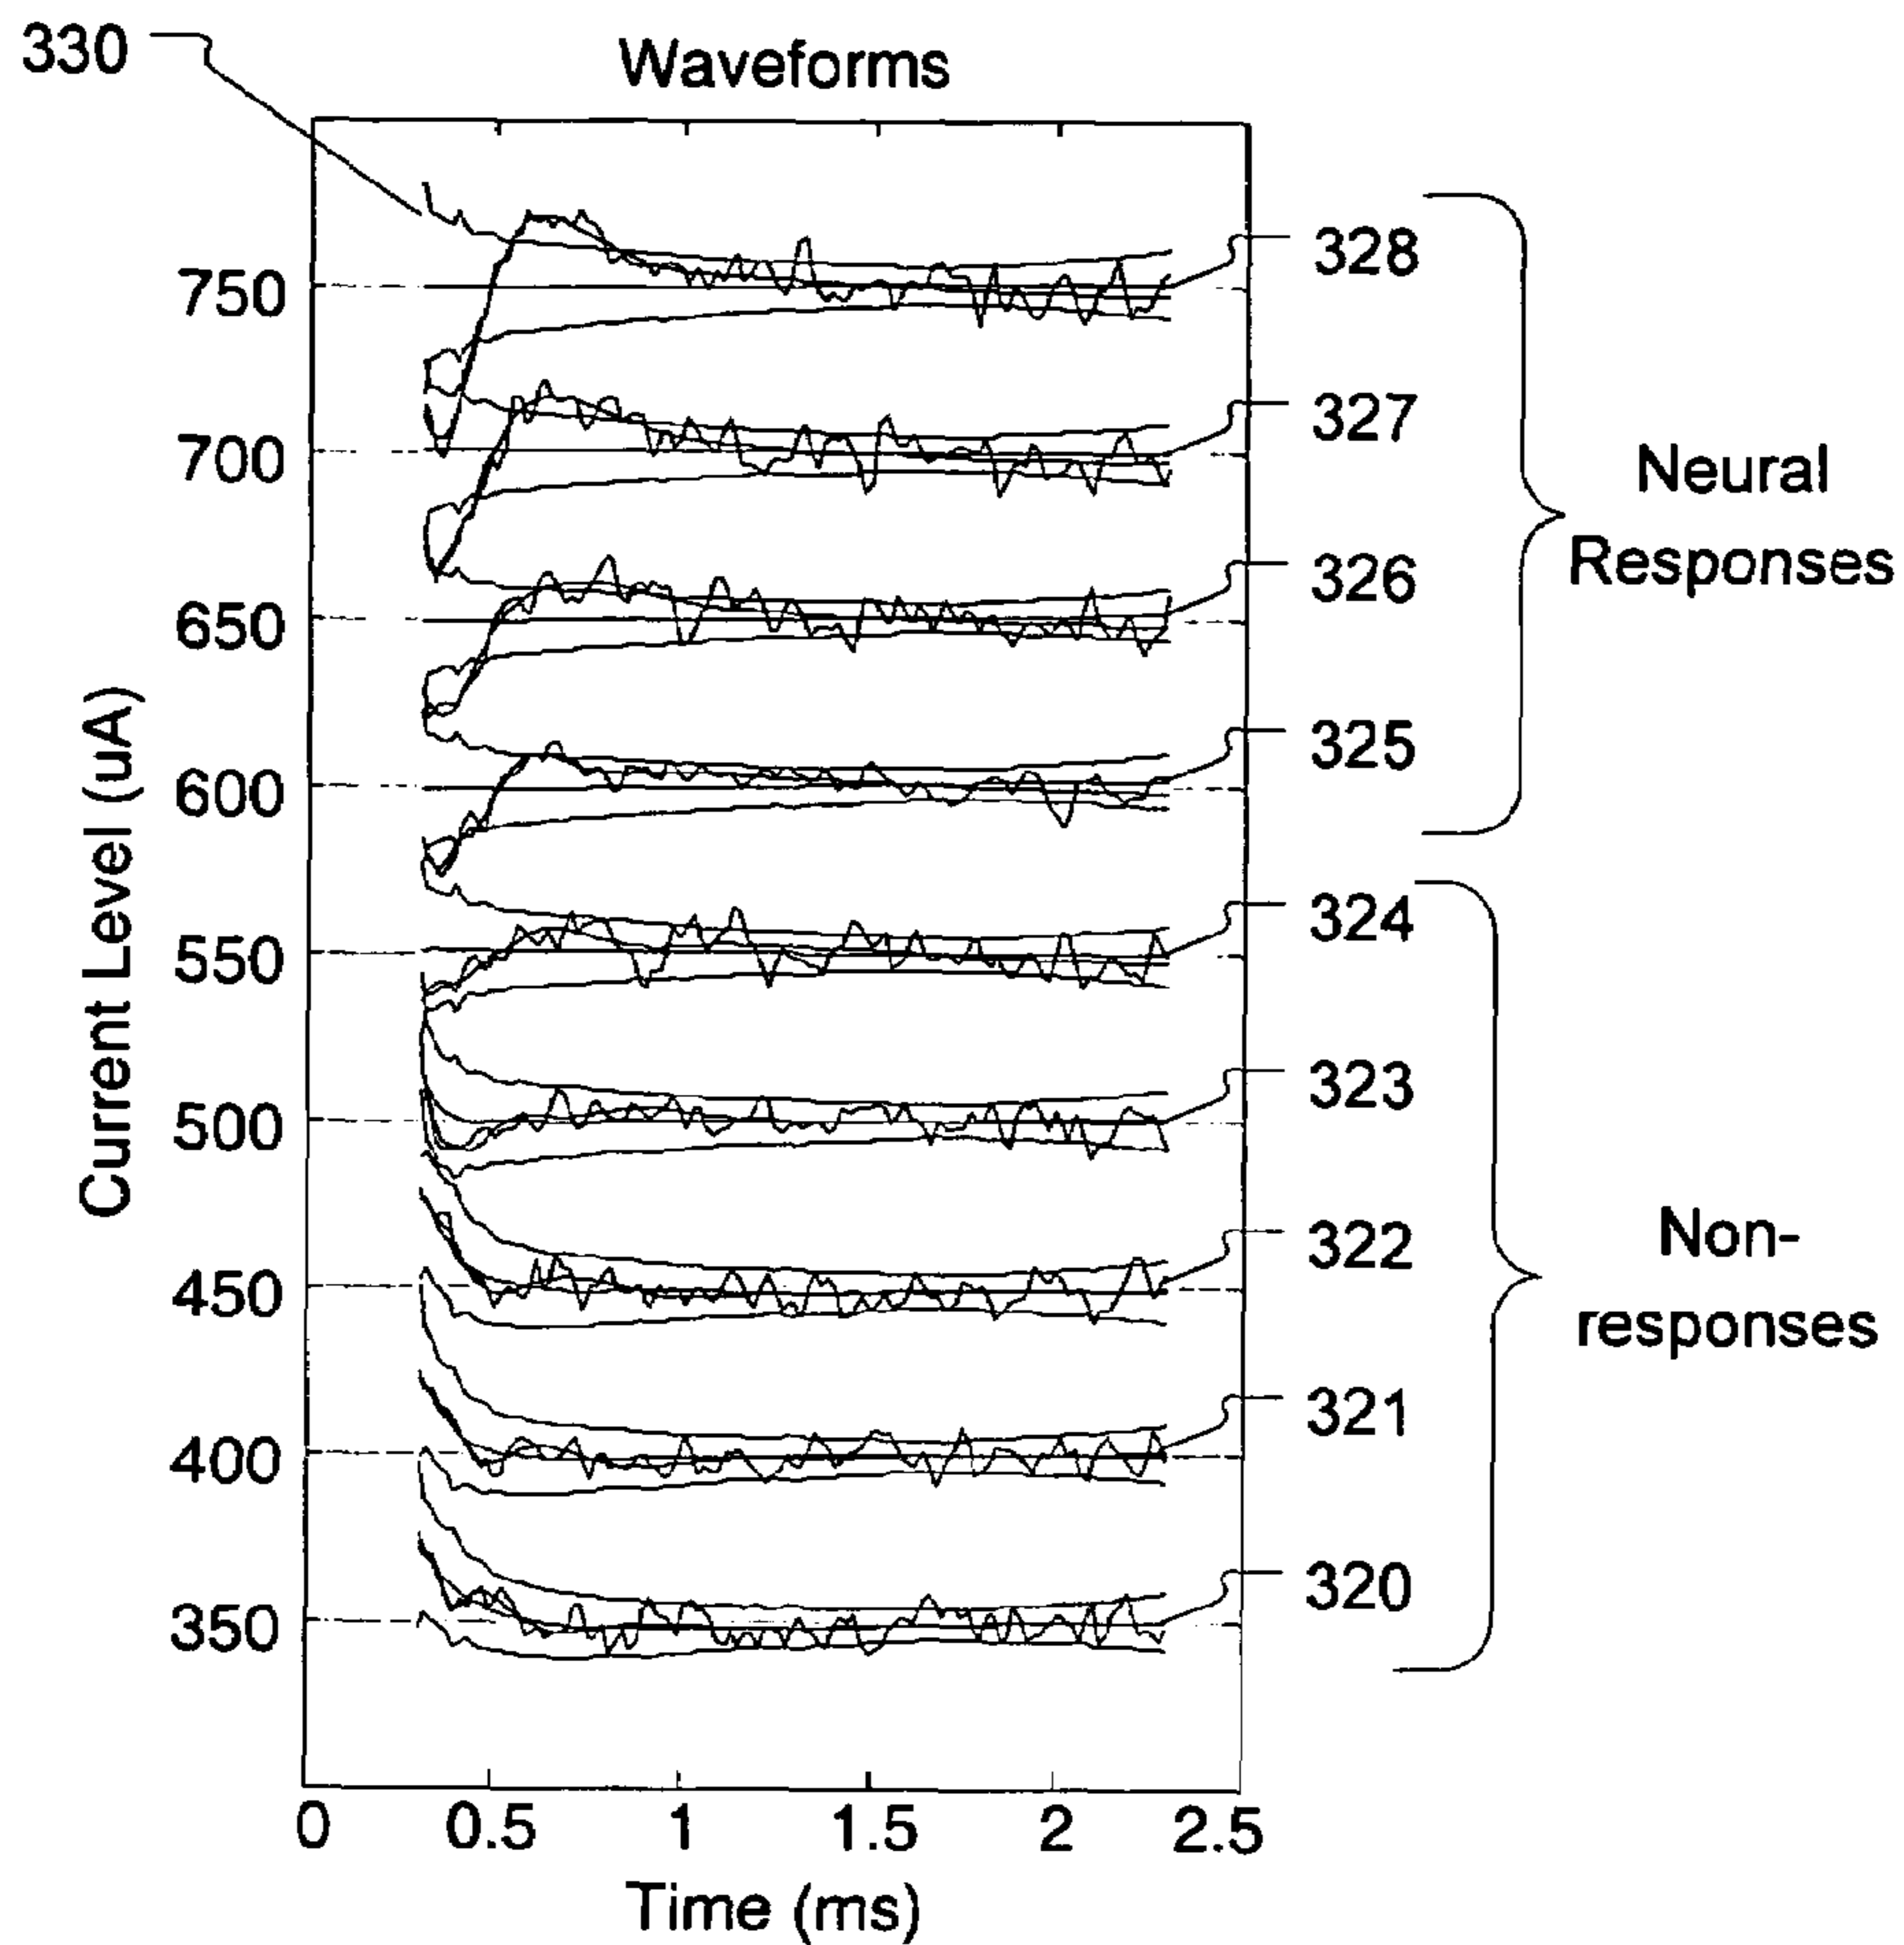 330
Waveforms
328
750
327
700
Neural
Responses
326
650
325
600
324
550
Current Level (uA)
323
500
322
Non-
responses
450
321
400
320
350
0 0.5 1 1.5 2 2.5
Time (ms)